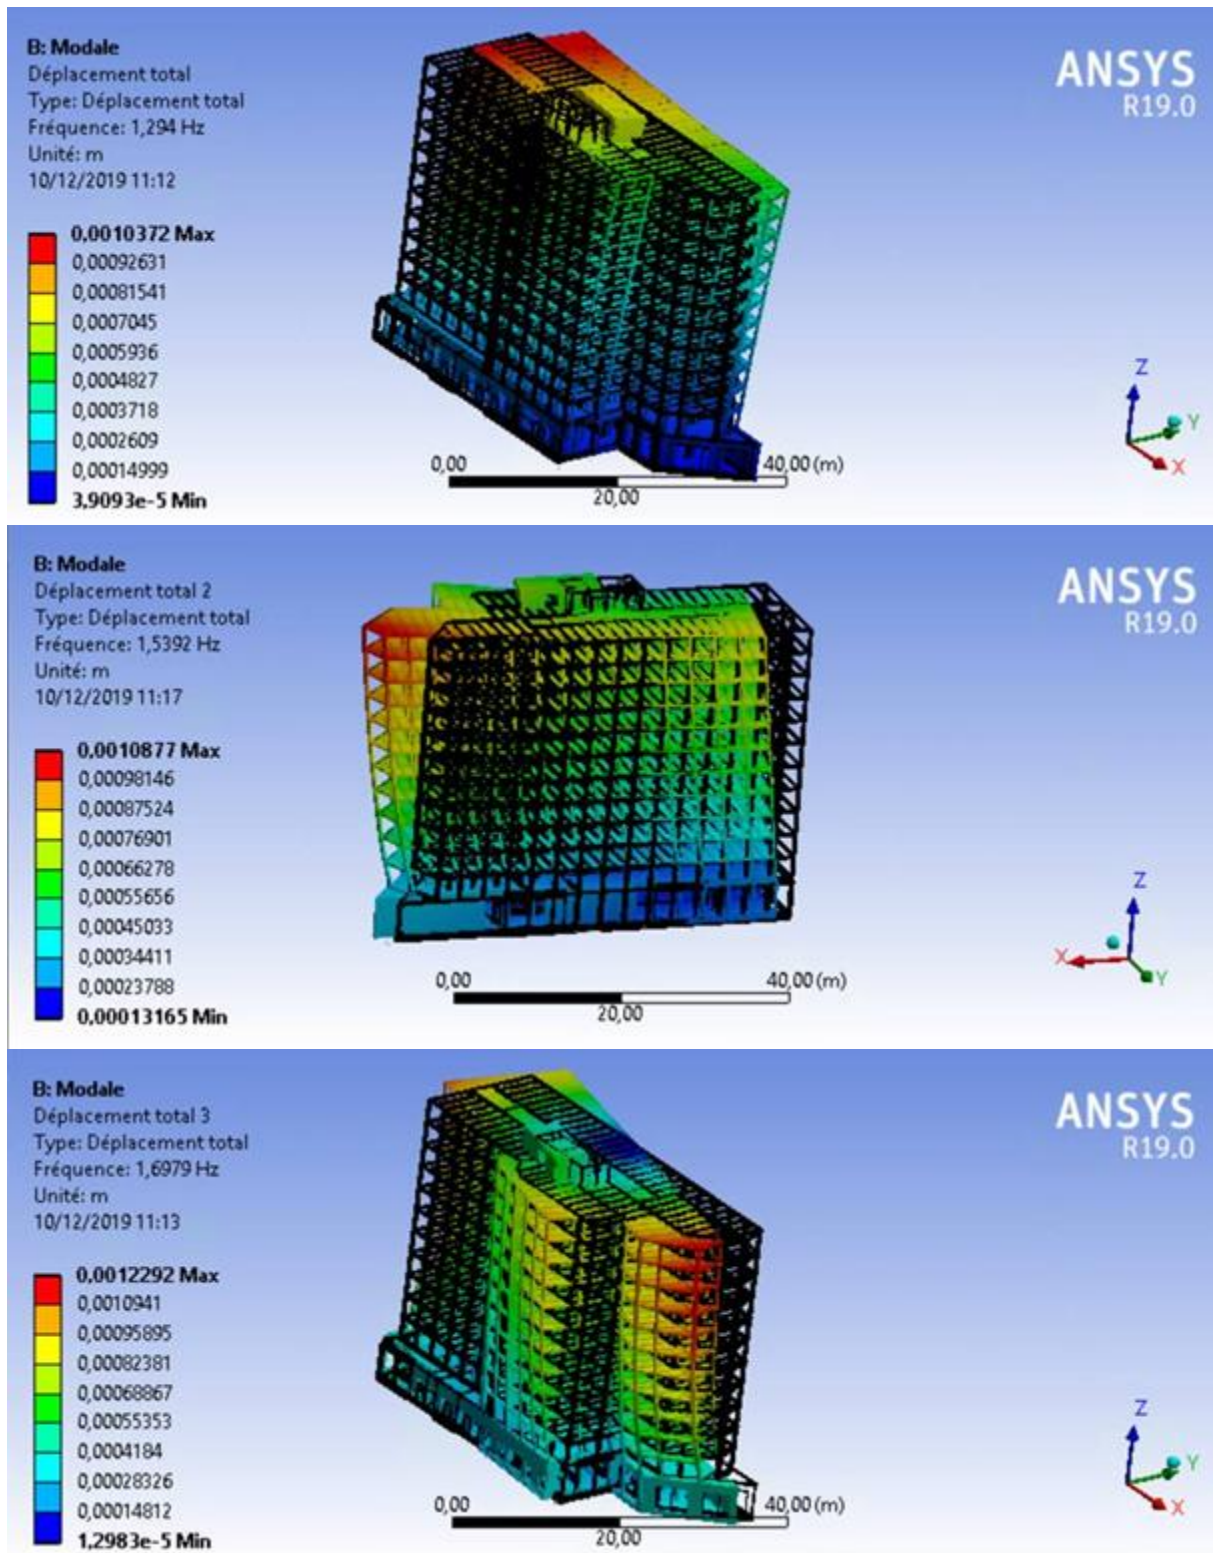 B: Modale
Déplacement total
Type: Déplacement total
Fréquence: 1,294 Hz
Unité: m
10/12/2019 11:12
0,0010372 Max
0,00092631
0,00081541
0,0007045
0,0005936
0,0004827
0,0003718
0,0002609
0,00014999
3,9093e-5 Min
ANSYS
R19.0
Z
Y
X
0,00
40,00 (m)
20,00
B: Modale
Déplacement total 2
Type: Déplacement total
Fréquence: 1,5392 Hz
Unité: m
10/12/2019 11:17
0,0010877 Max
0,00098146
0,00087524
0,00076901
0,00066278
0,00055656
0,00045033
0,00034411
0,00023788
0,00013165 Min
ANSYS
R19.0
Z
X
Y
0,00
40,00 (m)
20,00
B: Modale
Déplacement total 3
Type: Déplacement total
Fréquence: 1,6979 Hz
Unité: m
10/12/2019 11:13
0,0012292 Max
0,0010941
0,00095895
0,00082381
0,00068867
0,00055353
0,0004184
0,00028326
0,00014812
1,2983e-5 Min
ANSYS
R19.0
Z
Y
X
0,00
40,00 (m)
20,00